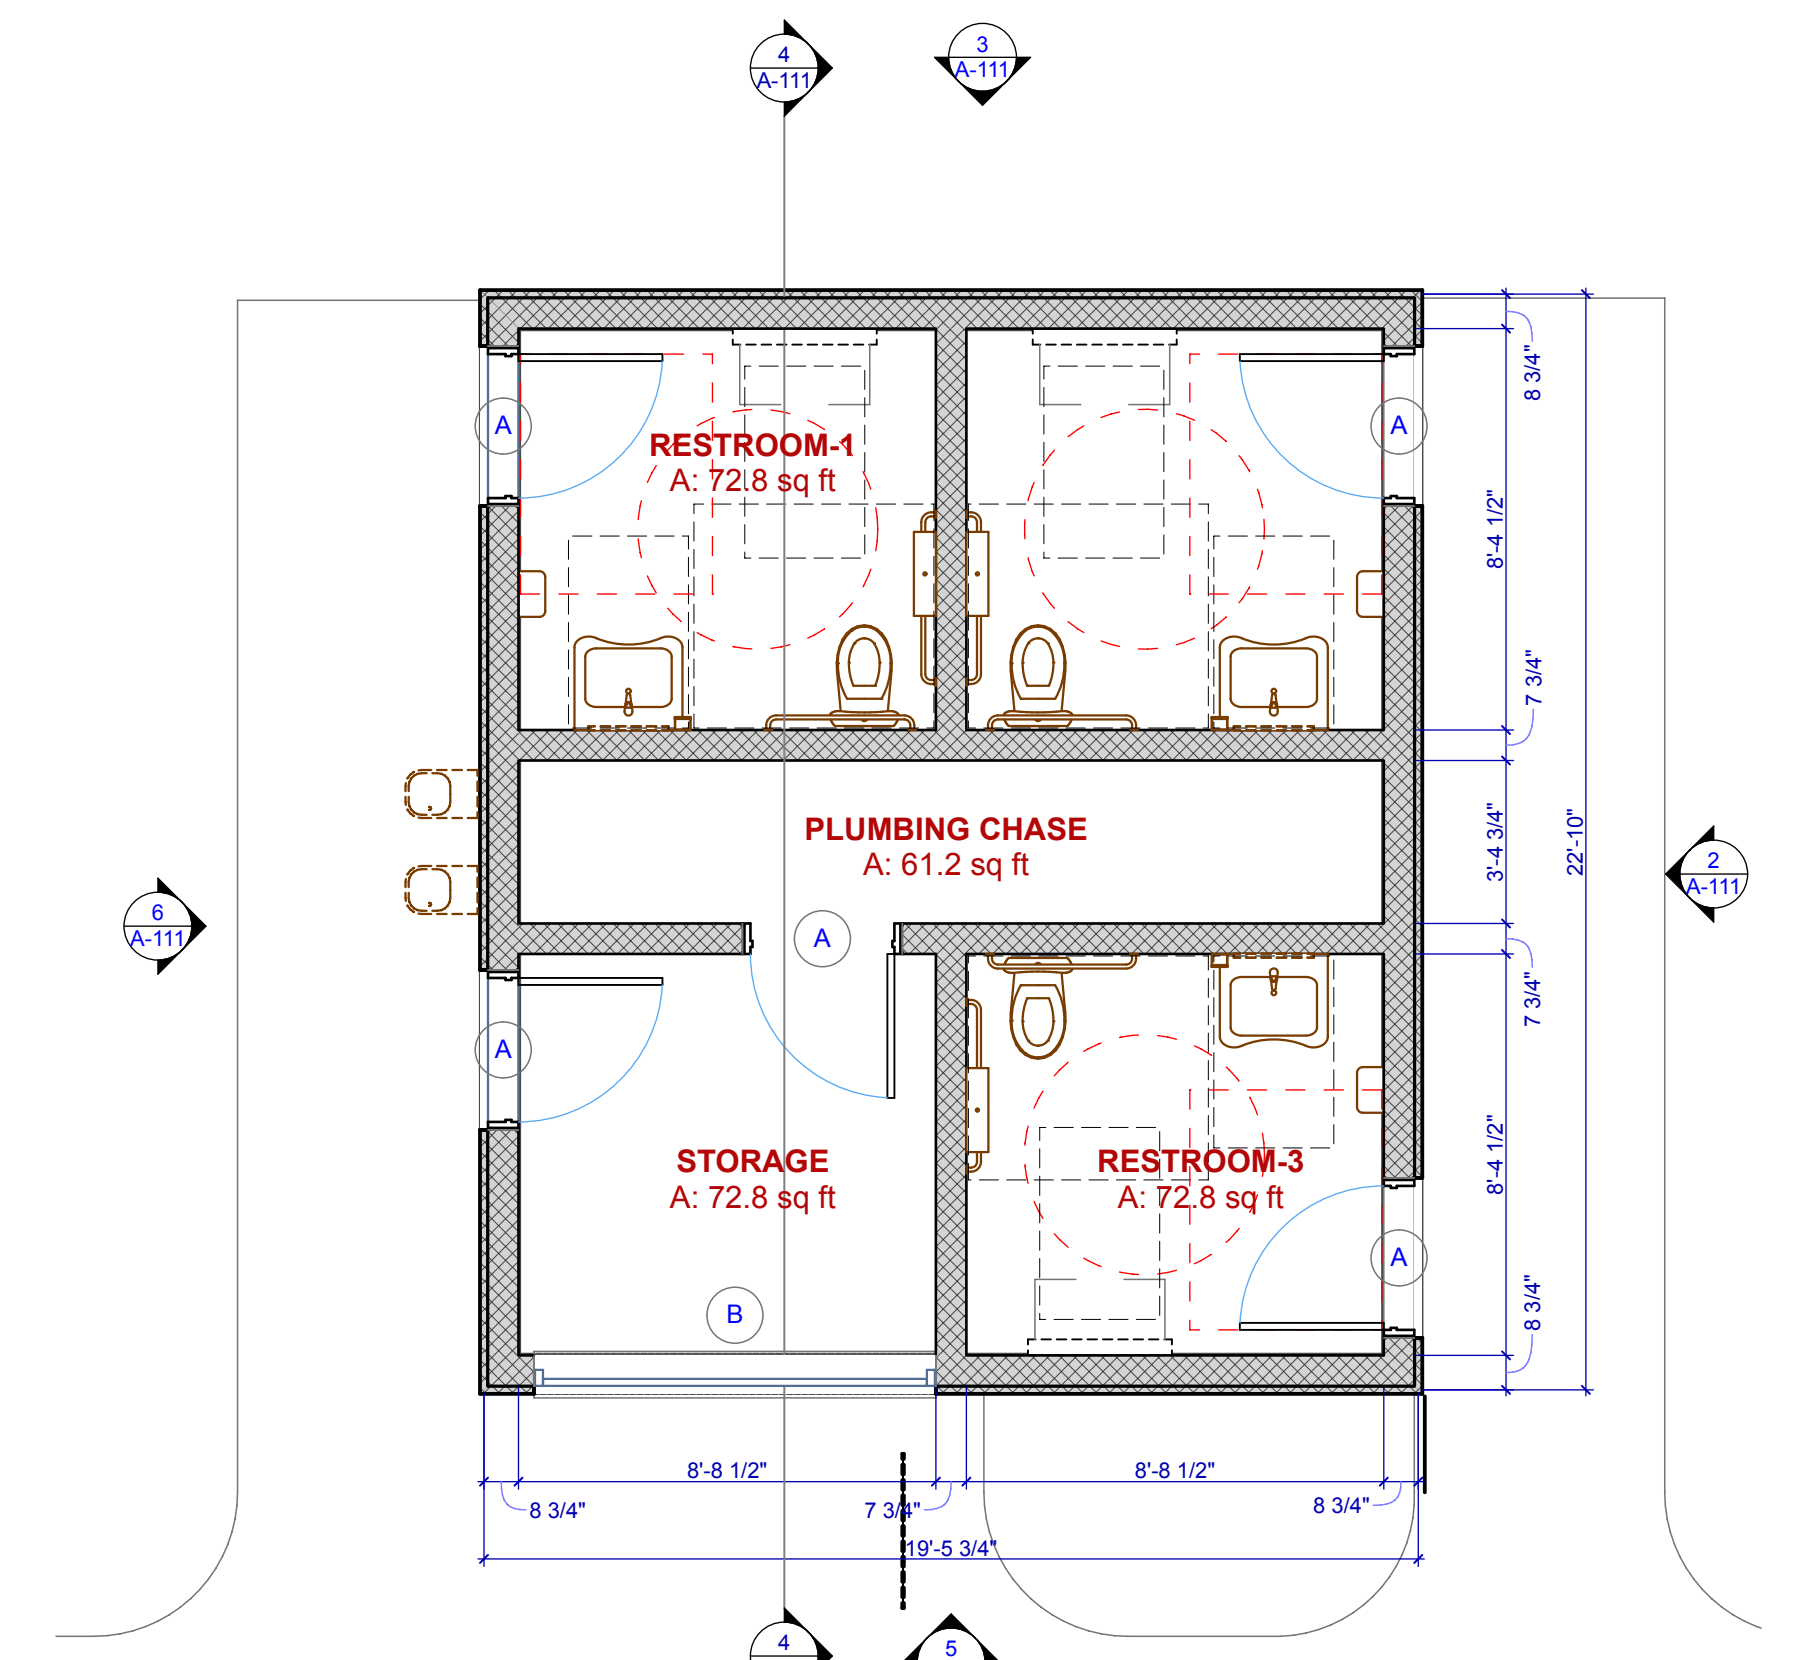 4
A-111
3
A-111
8 3/4"
A
A
RESTROOM-1
A: 72.8 sq ft
8'-4 1/2"
7 3/4"
PLUMBING CHASE
A: 61.2 sq ft
3'-4 3/4"
22'-10"
2
A-111
6
A-111
A
7 3/4"
A
STORAGE
A: 72.8 sq ft
RESTROOM-3
A: 72.8 sq ft
8'-4 1/2"
A
B
8 3/4"
8'-8 1/2"
8'-8 1/2"
8 3/4"
7 3/4"
8 3/4"
19'-5 3/4"
4
5